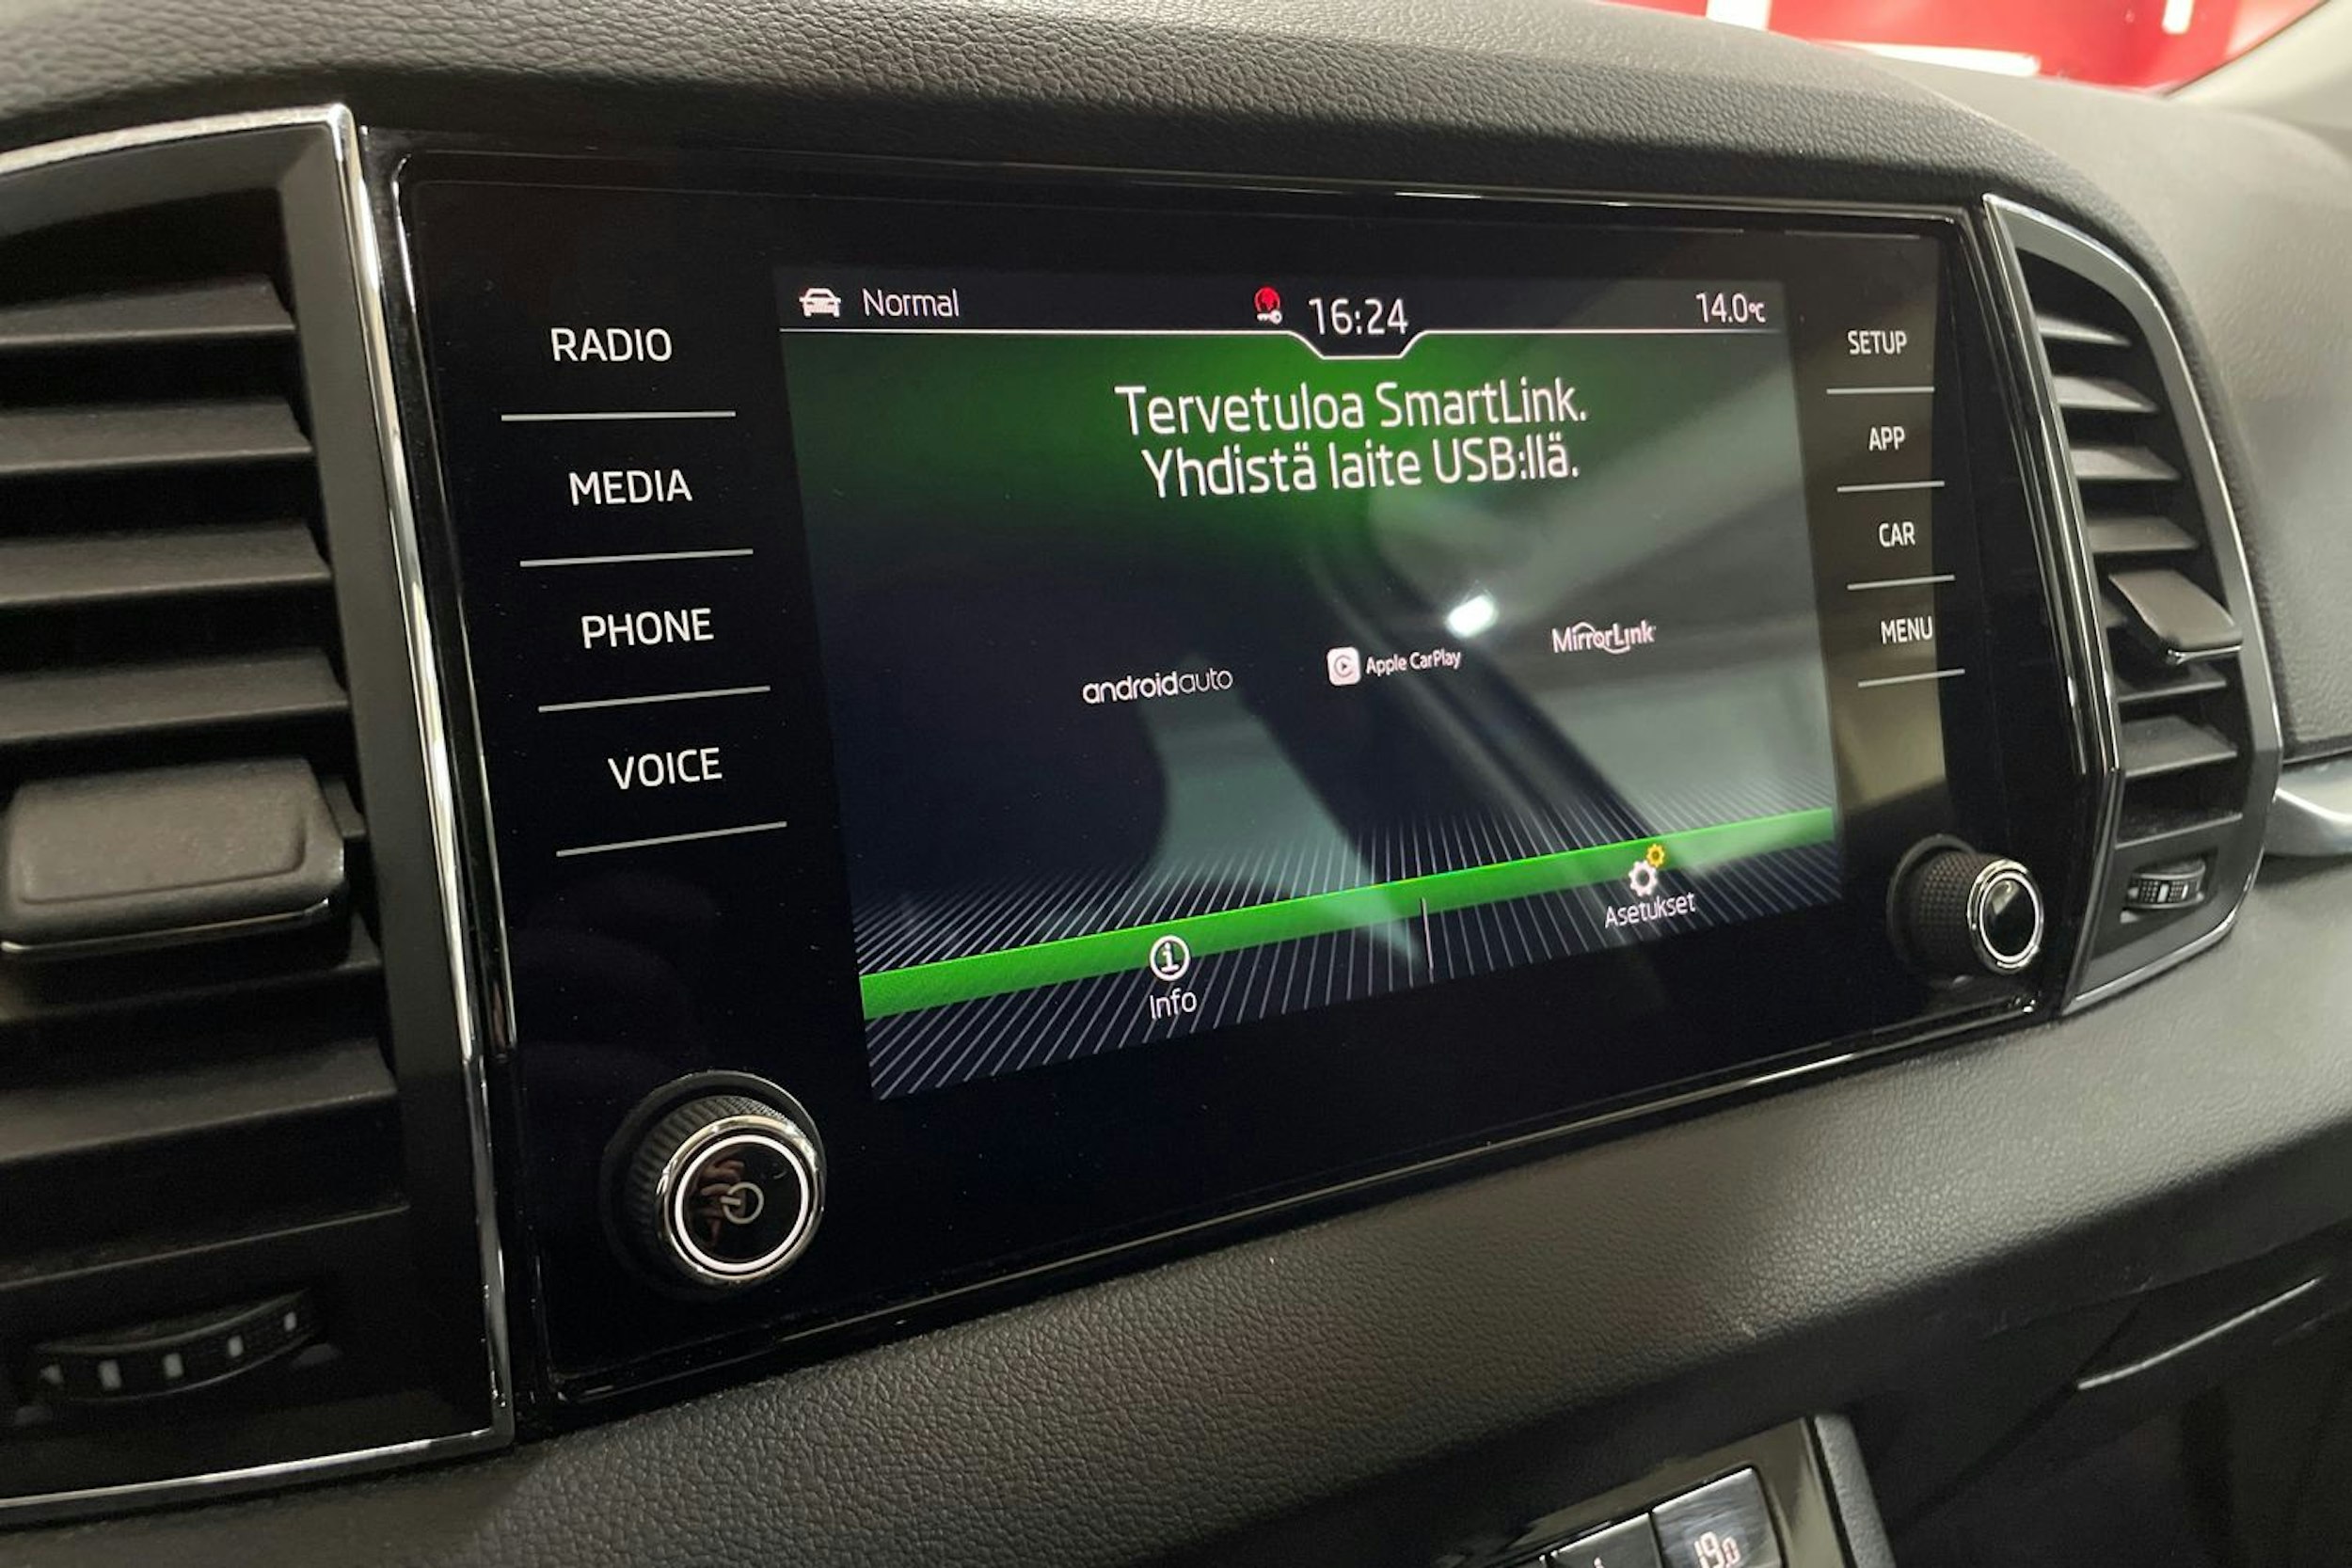 Normal
16:24
14.0°C
RADIO
MEDIA
PHONE
VOICE
Tervetuloa SmartLink.
Yhdistä laite USB:llä.
androidauto
Apple CarPlay
MirrorLink
Info
Asetukset
SETUP
APP
CAR
MENU
19.0